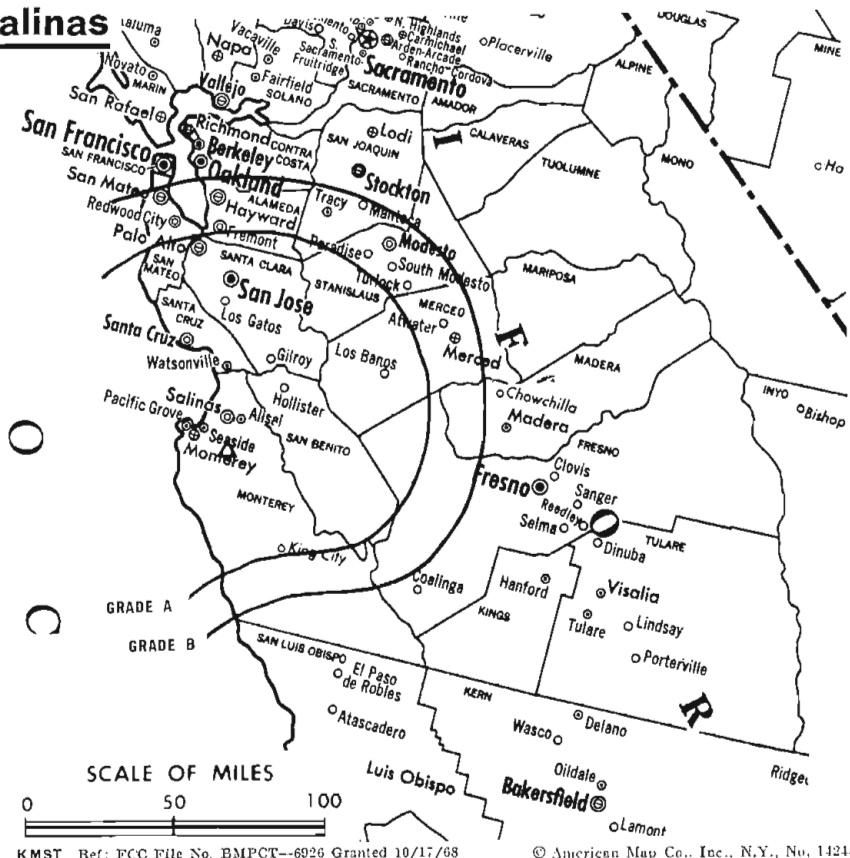 alinas
DOUGLAS
aluma
Napa
Vacaville
Davis
S. Sacramento-
Fruitridge
N. Highlands
Carmichael
Arden-Arcade
Rancho-Cordova
Placerville
MINE
ALPINE
Sacramento
Novato
MARIN
Fairfield
SOLANO
Vallejo
SACRAMENTO
AMADOR
San Rafael
San Francisco
SAN FRANCISCO
Richmond
Berkeley
Oakland
CONTRA
COSTA
SAN JOAQUIN
Lodi
I
CALAVERAS
TUOLUMNE
MONO
Ha
Stockton
San Mateo
Redwood City
ALAMEDA
Hayward
Tracy
Manteca
Palo Alto
Fremont
Paradise
Modesto
South Modesto
Turlock
SAN
MATEO
SANTA CLARA
San Jose
STANISLAUS
MERCEO
MARIPOSA
SANTA
CRUZ
Los Gatos
Atwater
Merced
F
Santa Cruz
Watsonville
Gilroy
Los Banos
MADERA
Hollister
Chowchilla
Madera
INYO
Bishop
Salinas
Alisal
Pacific Grove
Seaside
Monterey
SAN BENITO
O
FRESNO
Clovis
Fresno
Sanger
Reedley
Selma
MONTEREY
O
Dinuba
TULARE
King City
Coalinga
Hanford
Visalia
GRADE A
C
KINGS
Tulare
Lindsay
GRADE B
Porterville
SAN LUIS OBISPO
El Paso
de Robles
KERN
R
Atascadero
Delano
Wasco
SCALE OF MILES
Luis Obispo
Oildale
Ridgec
0 50 100
Bakersfield
Lamont
KMST Ref: FCC File No. BMPCT--6926 Granted 10/17/68
© American Map Co., Inc., N.Y., No. 1424